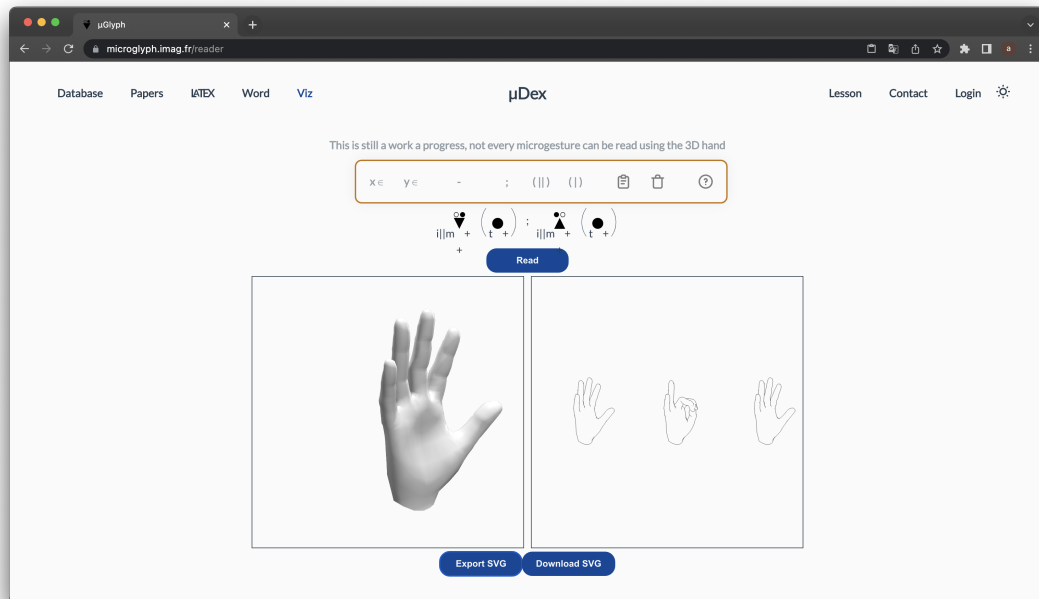 µGlyph
microglyph.imag.fr/reader
a
Database Papers LATEX Word Viz µDex Lesson Contact Login
This is still a work a progress, not every microgesture can be read using the 3D hand
x∈ y∈ - ; (||) (|) ?
○● ( ● ) ; ●○ ( ● )
i||m ▼ + t + i||m ▲ + t +
+ +
Read
Export SVG Download SVG